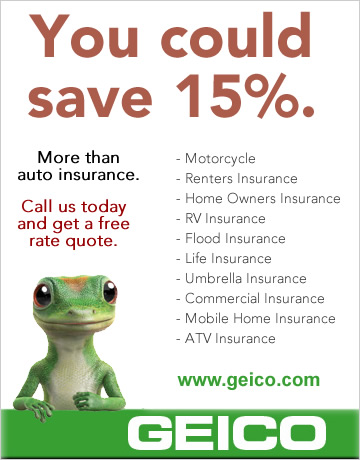 You could
save 15%.
More than
auto insurance.
Call us today
and get a free
rate quote.
- Motorcycle
- Renters Insurance
- Home Owners Insurance
- RV Insurance
- Flood Insurance
- Life Insurance
- Umbrella Insurance
- Commercial Insurance
- Mobile Home Insurance
- ATV Insurance
www.geico.com
GEICO